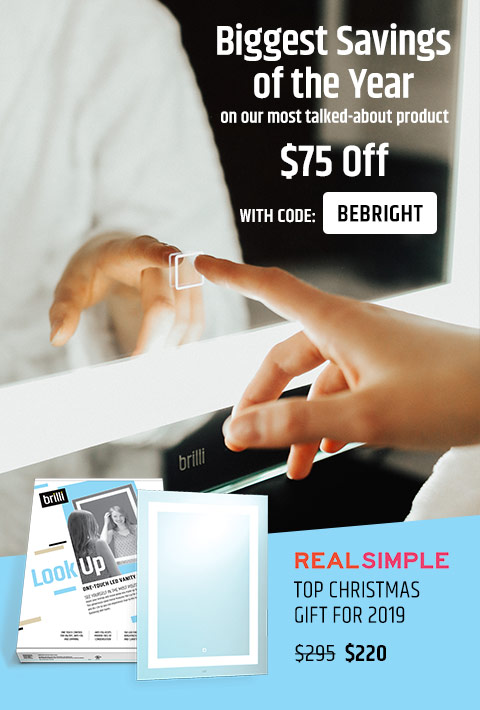 Biggest Savings
of the Year
on our most talked-about product
$75 Off
WITH CODE: BEBRIGHT
brilli
brilli
Look Up
ONE-TOUCH LED VANITY
REALSIMPLE
TOP CHRISTMAS
GIFT FOR 2019
$295 $220